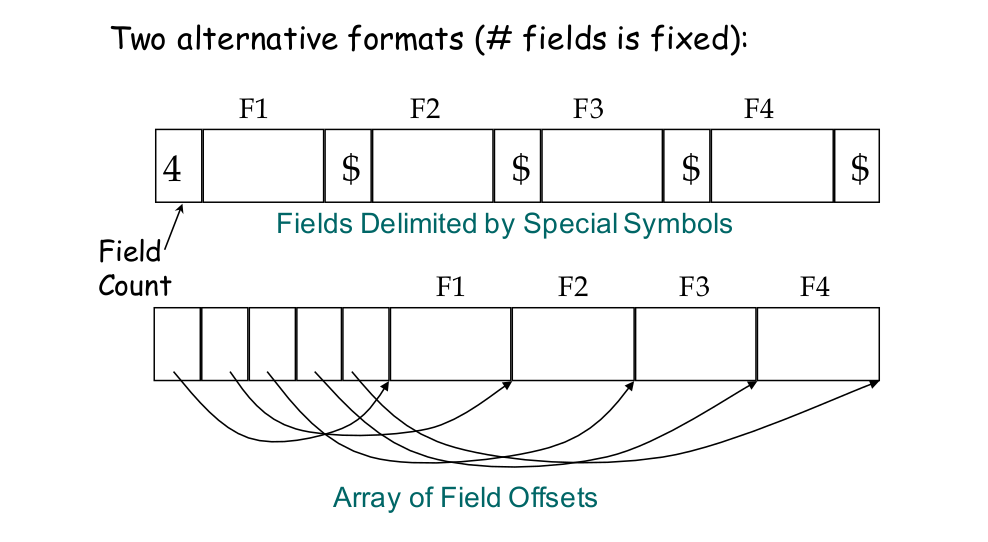 Two alternative formats (# fields is fixed):
F1 F2 F3 F4
4 $ $ $ $
Fields Delimited by Special Symbols
Field
Count
F1 F2 F3 F4
Array of Field Offsets